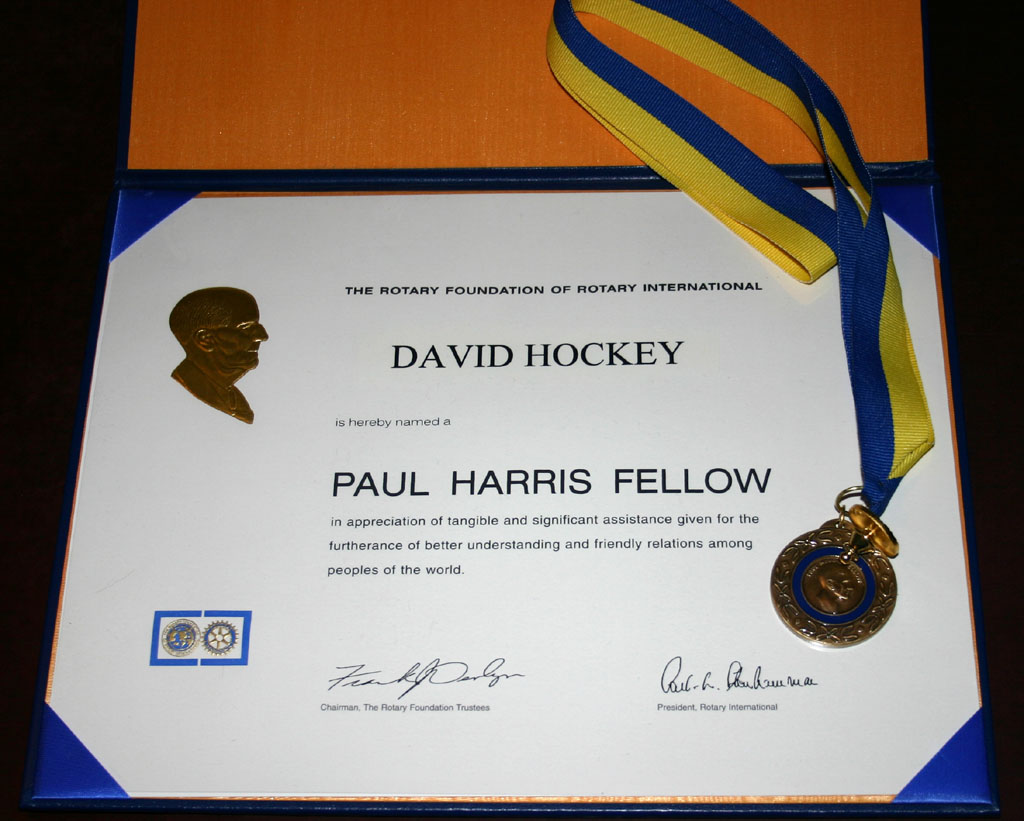 THE ROTARY FOUNDATION OF ROTARY INTERNATIONAL
DAVID HOCKEY
is hereby named a
PAUL HARRIS FELLOW
in appreciation of tangible and significant assistance given for the
furtherance of better understanding and friendly relations among
peoples of the world.
Chairman, The Rotary Foundation Trustees
President, Rotary International